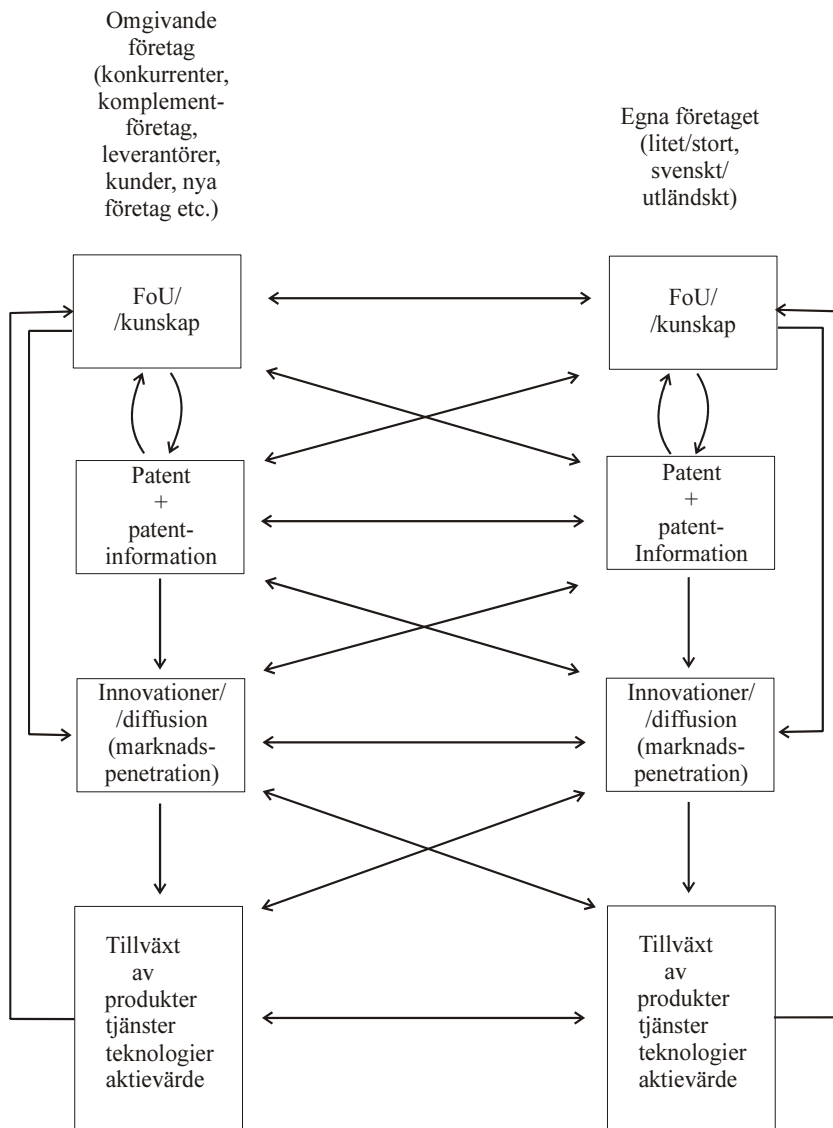 Omgivande
företag
(konkurrenter,
komplement-
företag,
leverantörer,
kunder, nya
företag etc.)
Egna företaget
(litet/stort,
svenskt/
utländskt)
FoU/
/kunskap
FoU/
/kunskap
Patent
+
patent-
information
Patent
+
patent-
Information
Innovationer/
/diffusion
(marknads-
penetration)
Innovationer/
/diffusion
(marknads-
penetration)
Tillväxt
av
produkter
tjänster
teknologier
aktievärde
Tillväxt
av
produkter
tjänster
teknologier
aktievärde